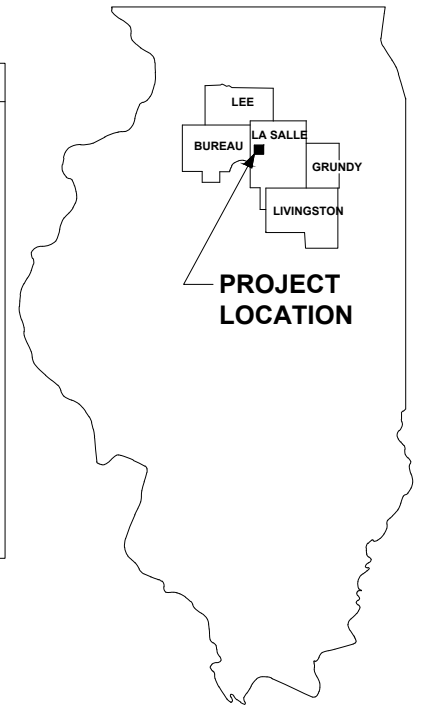 LEE
LA SALLE
BUREAU
GRUNDY
LIVINGSTON
PROJECT
LOCATION